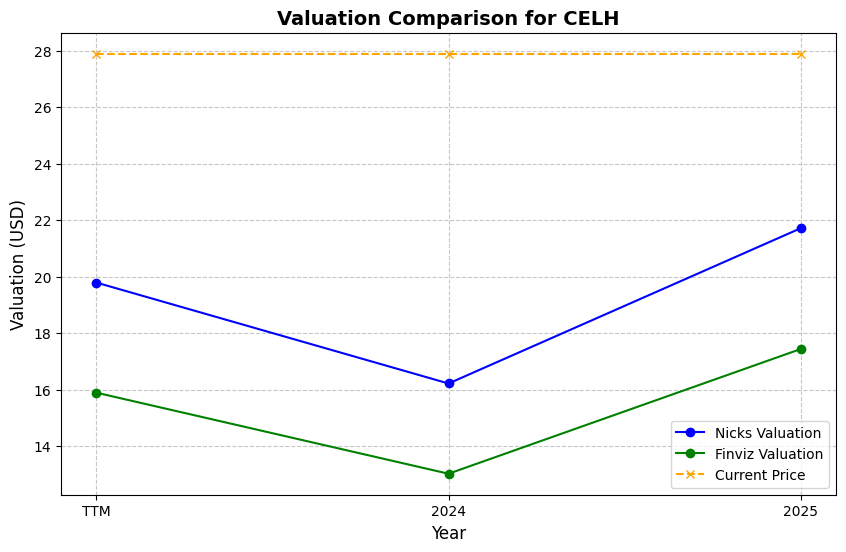 Valuation Comparison for CELH
Valuation (USD)
28
26
24
22
20
18
16
14
TTM
2024
2025
Year
Nicks Valuation
Finviz Valuation
Current Price